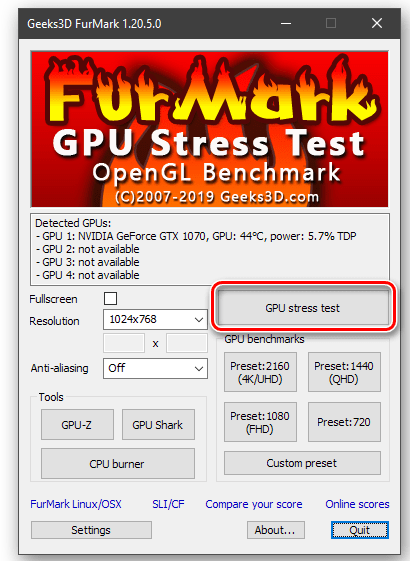 Geeks3D FurMark 1.20.5.0
FurMark
GPU Stress Test
OpenGL Benchmark
(C)2007-2019 Geeks3D.com
Detected GPUs:
- GPU 1: NVIDIA GeForce GTX 1070, GPU: 44°C, power: 5.7% TDP
- GPU 2: not available
- GPU 3: not available
- GPU 4: not available
Fullscreen
Resolution
1024x768
x
Anti-aliasing
Off
GPU stress test
GPU benchmarks
Preset:2160
(4K/UHD)
Preset:1440
(QHD)
Preset:1080
(FHD)
Preset:720
Custom preset
Tools
GPU-Z
GPU Shark
CPU burner
FurMark Linux/OSX
SLI/CF
Compare your score
Online scores
Settings
About...
Quit